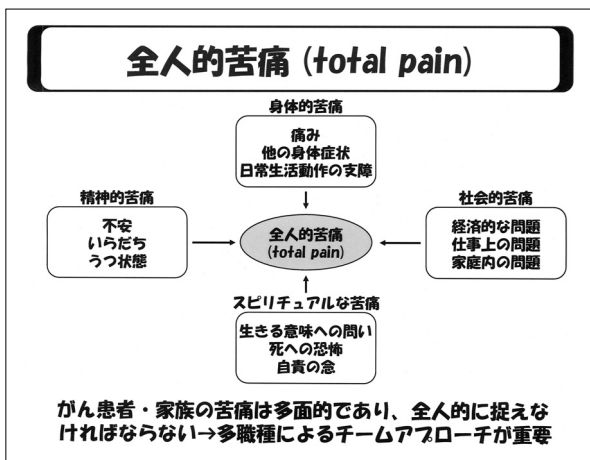 全人的苦痛 (total pain)
身体的苦痛
痛み
他の身体症状
日常生活動作の支障
精神的苦痛
不安
いらだち
うつ状態
全人的苦痛
(total pain)
社会的苦痛
経済的な問題
仕事上の問題
家庭内の問題
スピリチュアルな苦痛
生きる意味への問い
死への恐怖
自責の念
がん患者・家族の苦痛は多面的であり、全人的に捉えな
ければならない→多職種によるチームアプローチが重要